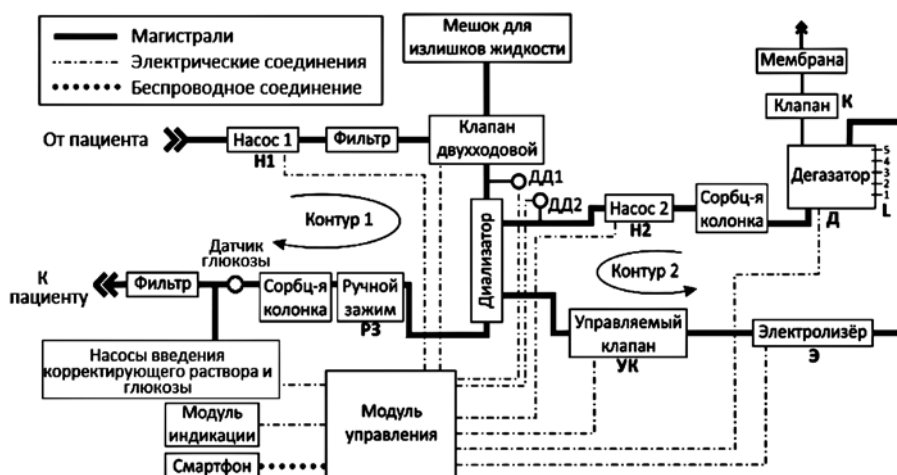 Магистрали
Электрические соединения
Беспроводное соединение
Мешок для
излишков жидкости
Мембрана
Клапан
К
От пациента
Насос 1
Н1
Фильтр
Клапан
двухходовой
Дегазатор
5
4
3
2
1
L
Д
ДД1
ДД2
Насос 2
Н2
Сорбц-я
колонка
Контур 1
Диализатор
Контур 2
Датчик
глюкозы
К
пациенту
Фильтр
Сорбц-я
колонка
Ручной
зажим
РЗ
Управляемый
клапан
УК
Электролизёр
Э
Насосы введения
корректирующего раствора и
глюкозы
Модуль
индикации
Модуль
управления
Смартфон